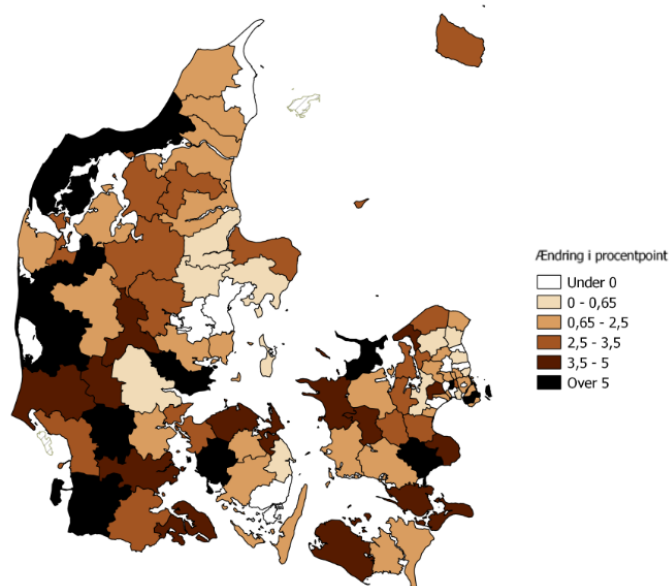 Ændring i procentpoint
Under 0
0 - 0,65
0,65 - 2,5
2,5 - 3,5
3,5 - 5
Over 5